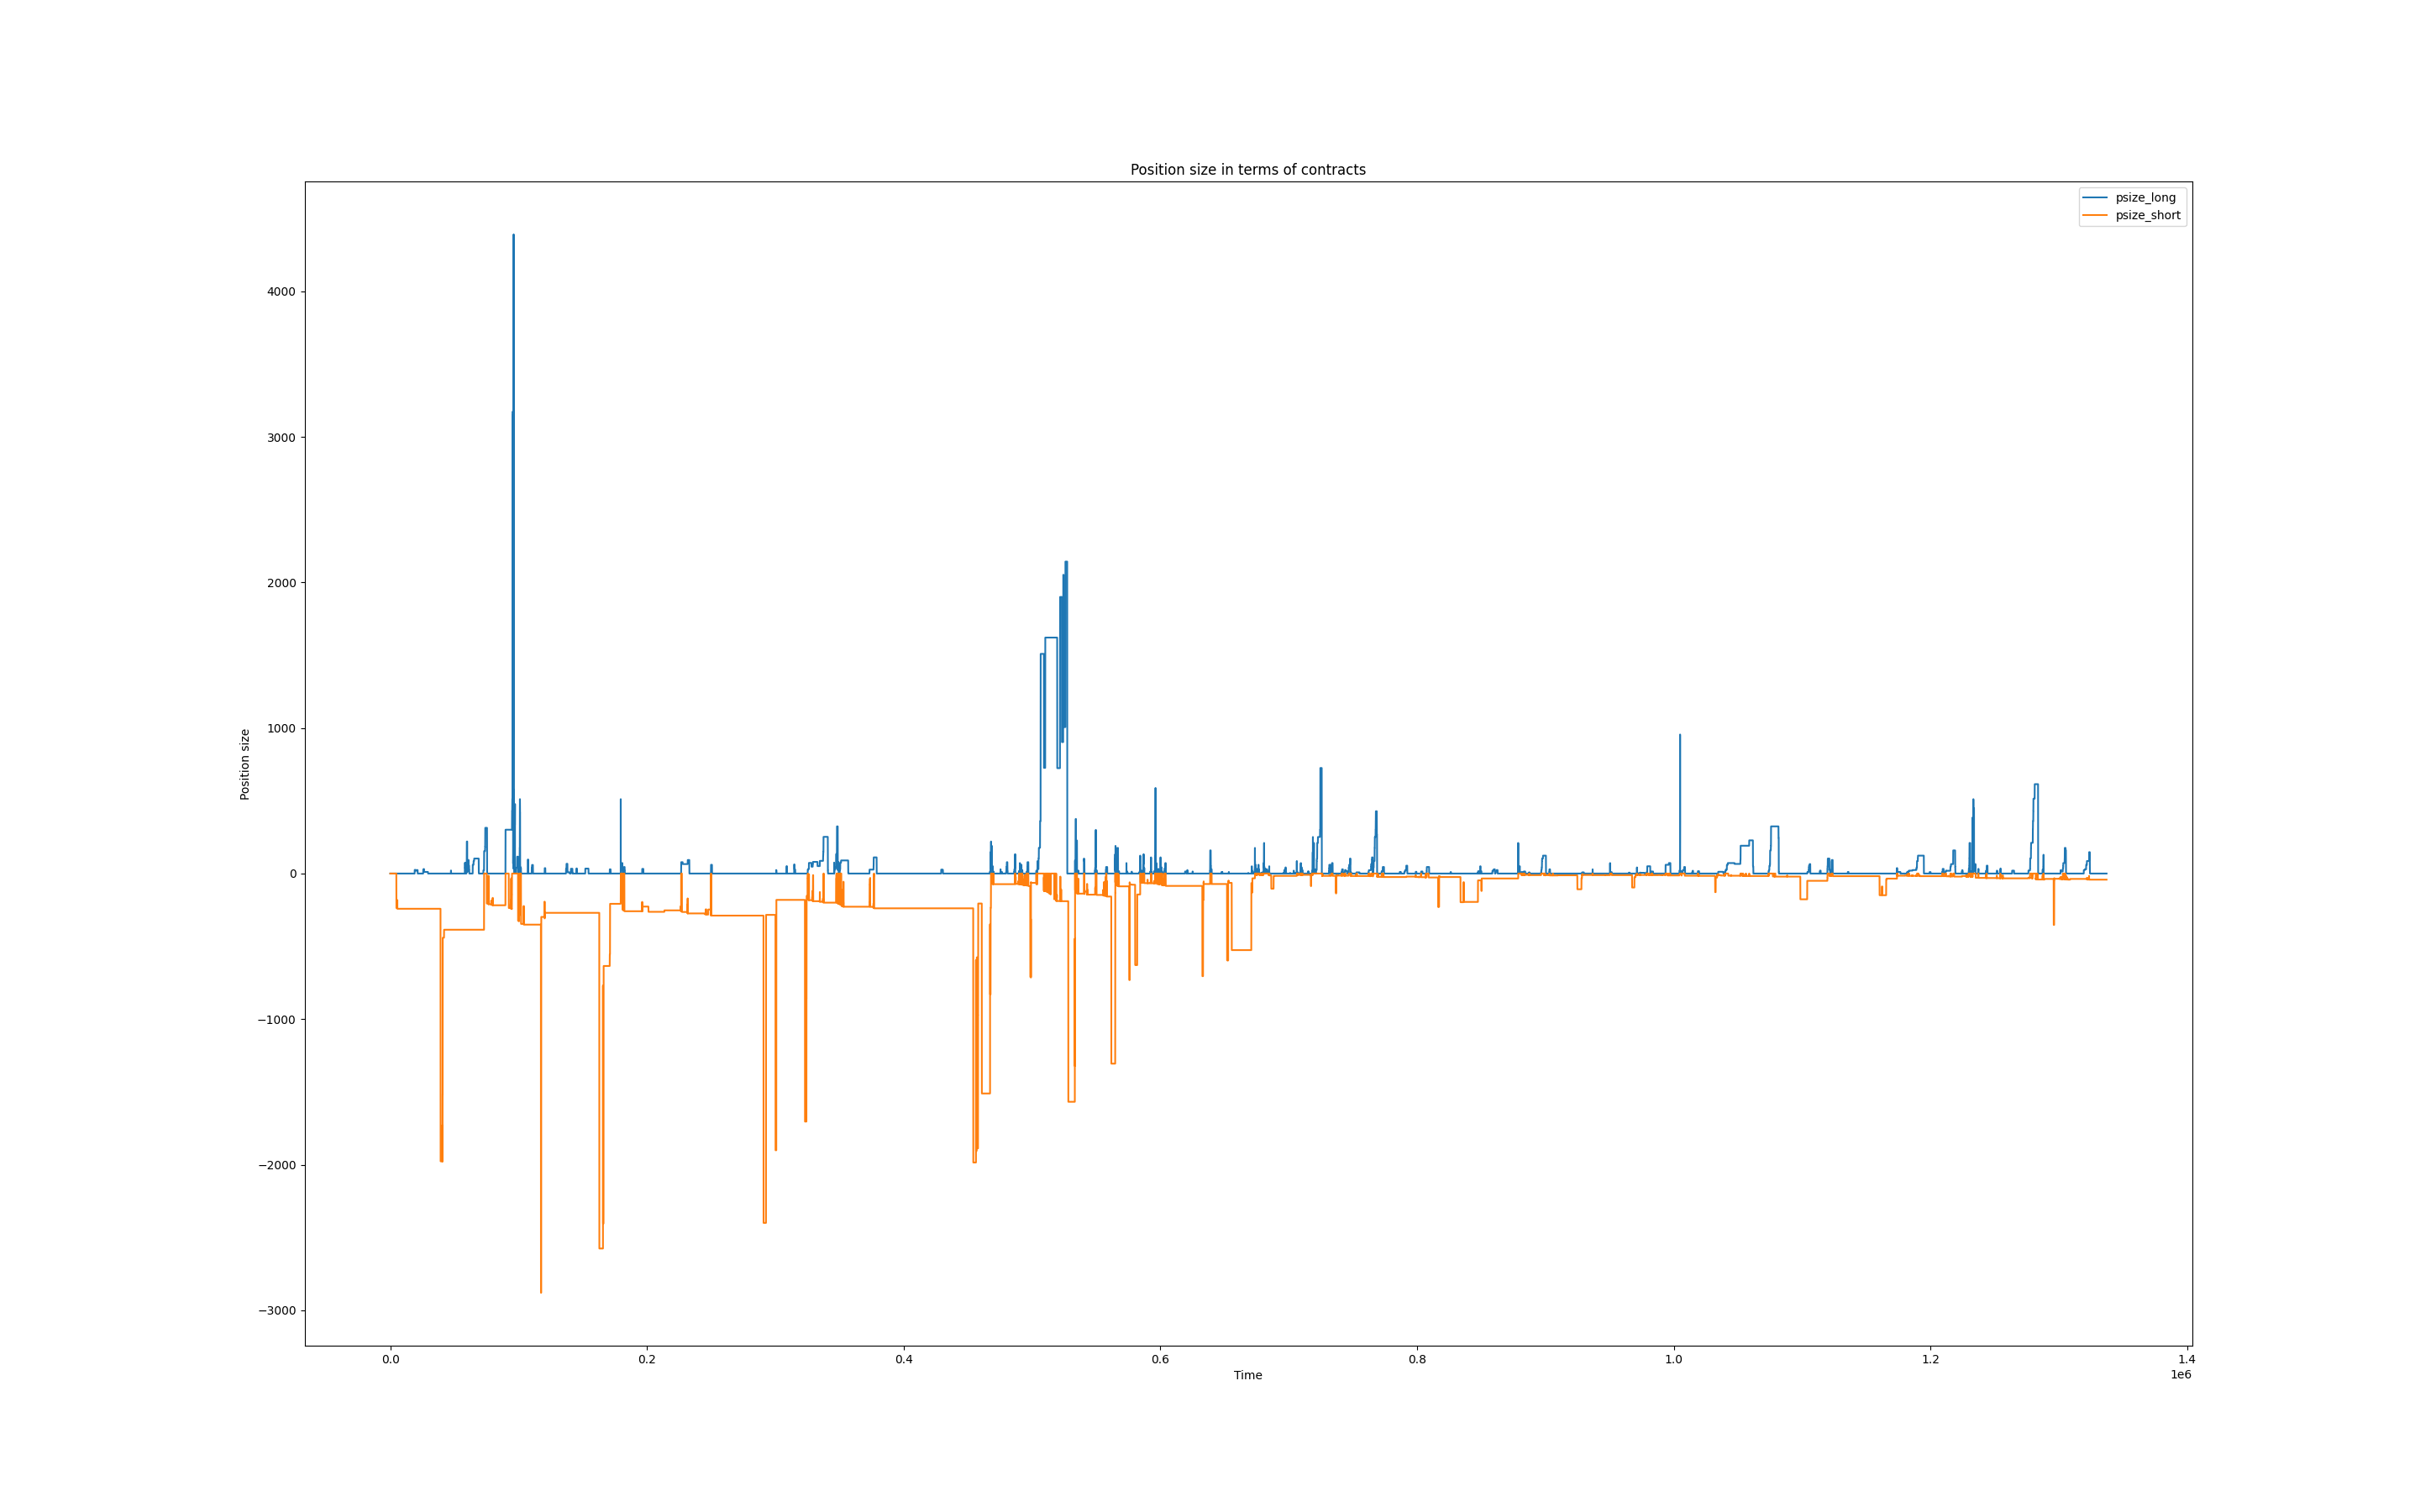 Position size in terms of contracts
psize_long
psize_short
Position size
4000
3000
2000
1000
0
−1000
−2000
−3000
0.0 0.2 0.4 0.6 0.8 1.0 1.2 1.4
1e6
Time